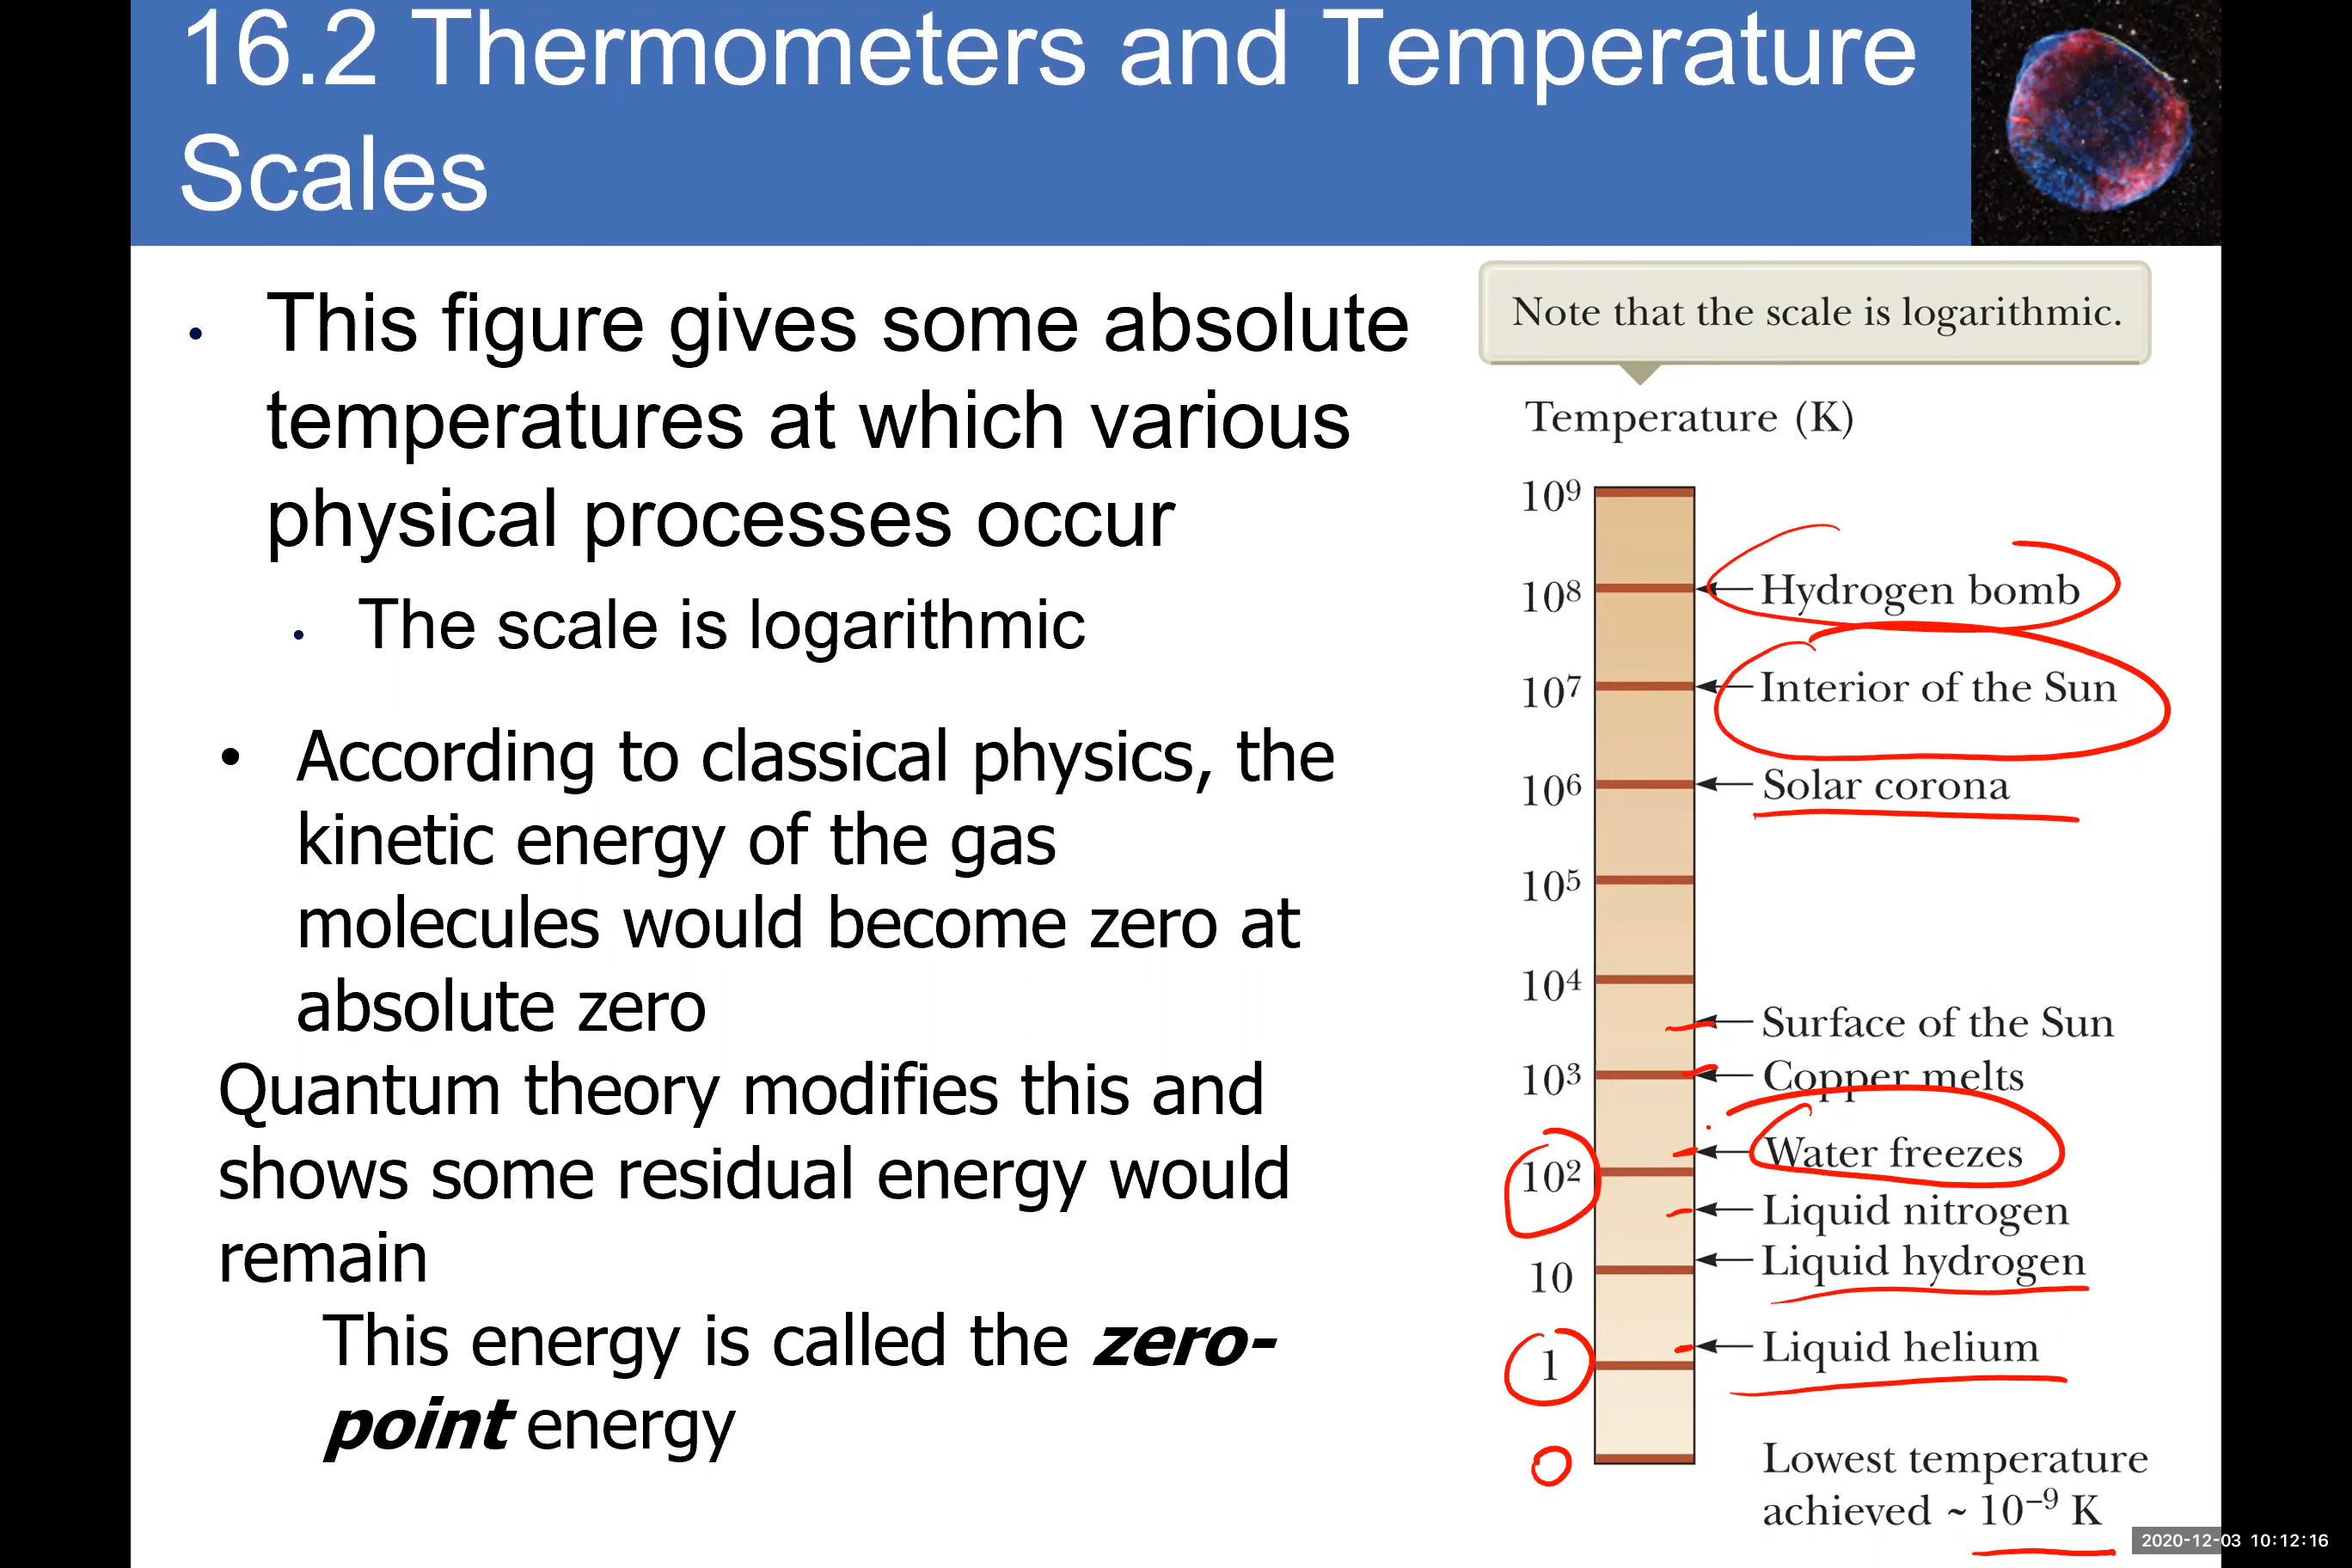 16.2 Thermometers and Temperature
Scales
• This figure gives some absolute
temperatures at which various
physical processes occur
• The scale is logarithmic
• According to classical physics, the
kinetic energy of the gas
molecules would become zero at
absolute zero
Quantum theory modifies this and
shows some residual energy would
remain
This energy is called the zero-
point energy
Note that the scale is logarithmic.
Temperature (K)
10⁹
10⁸ Hydrogen bomb
10⁷ Interior of the Sun
10⁶ Solar corona
10⁵
10⁴
Surface of the Sun
10³ Copper melts
Water freezes
10²
Liquid nitrogen
Liquid hydrogen
10
Liquid helium
1
0
Lowest temperature
achieved ~ 10⁻⁹ K
2020-12-03 10:12:16